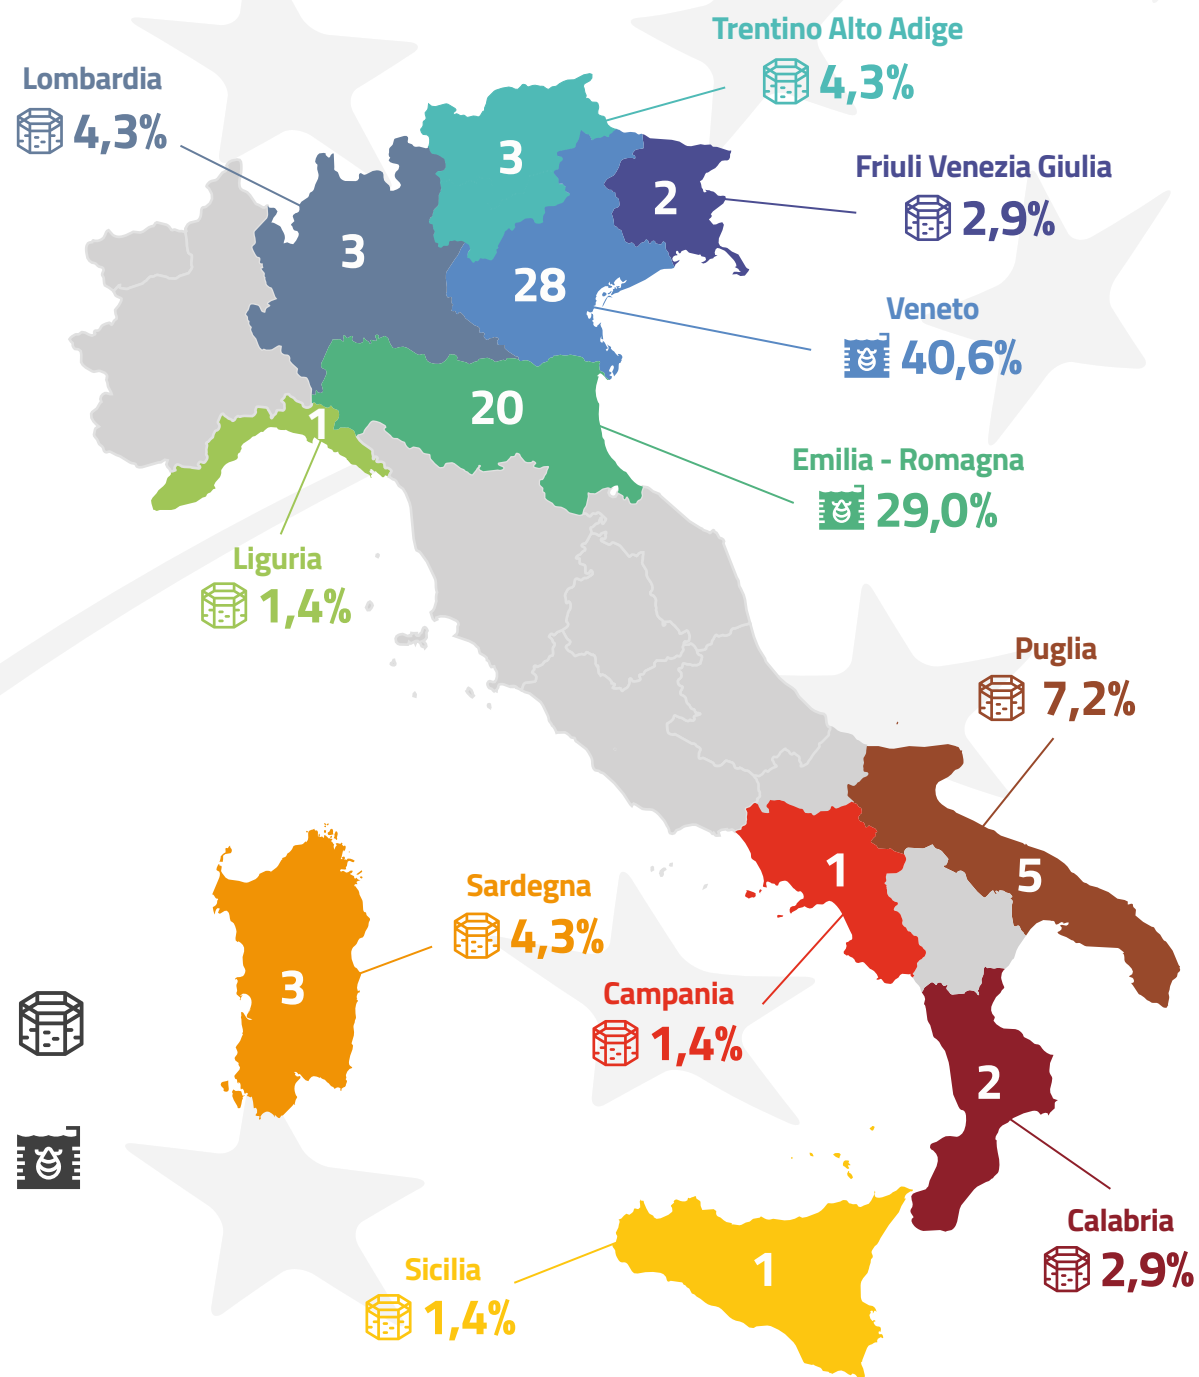 Trentino Alto Adige
4,3%
Lombardia
4,3%
3
Friuli Venezia Giulia
2,9%
2
3
28
Veneto
40,6%
20
1
Emilia - Romagna
29,0%
Liguria
1,4%
Puglia
7,2%
1
5
Sardegna
4,3%
3
Campania
1,4%
2
Calabria
2,9%
Sicilia
1,4%
1